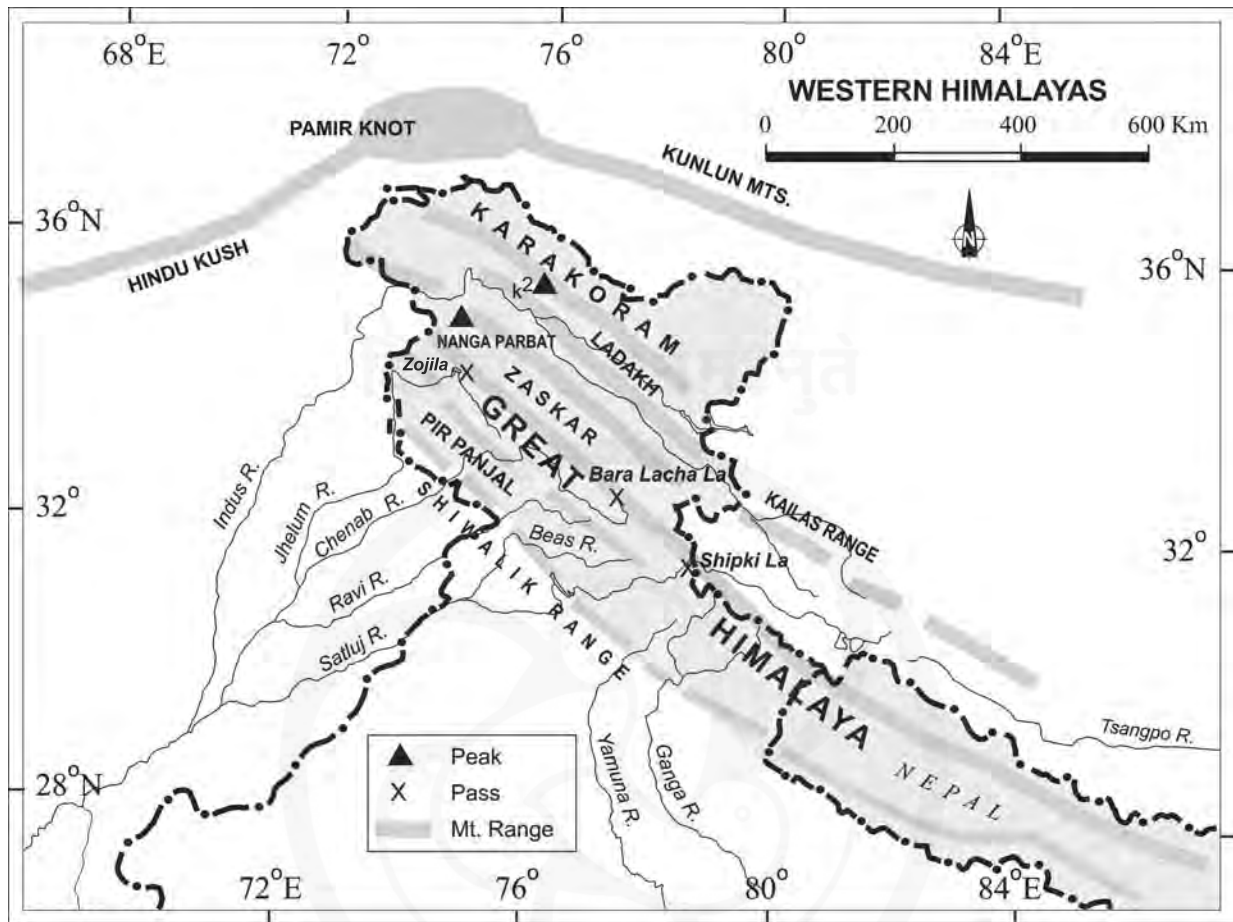 68°E 72° 76° 80° 84°E
WESTERN HIMALAYAS
0 200 400 600 Km
PAMIR KNOT
KUNLUN MTS.
HINDU KUSH
36°N
36°N
N
KARAKORAM
K2
NANGA PARBAT
LADAKH
Zojila
ZASKAR
GREAT
PIR PANJAL
Bara Lacha La
Indus R.
Jhelum R.
Chenab R.
SHIWALIK RANGE
KAILAS RANGE
32°
32°
Beas R.
Shipki La
Ravi R.
Satluj R.
HIMALAYA
Tsangpo R.
NEPAL
Yamuna R.
Ganga R.
28°N
Peak
X Pass
Mt. Range
72°E 76° 80° 84°E